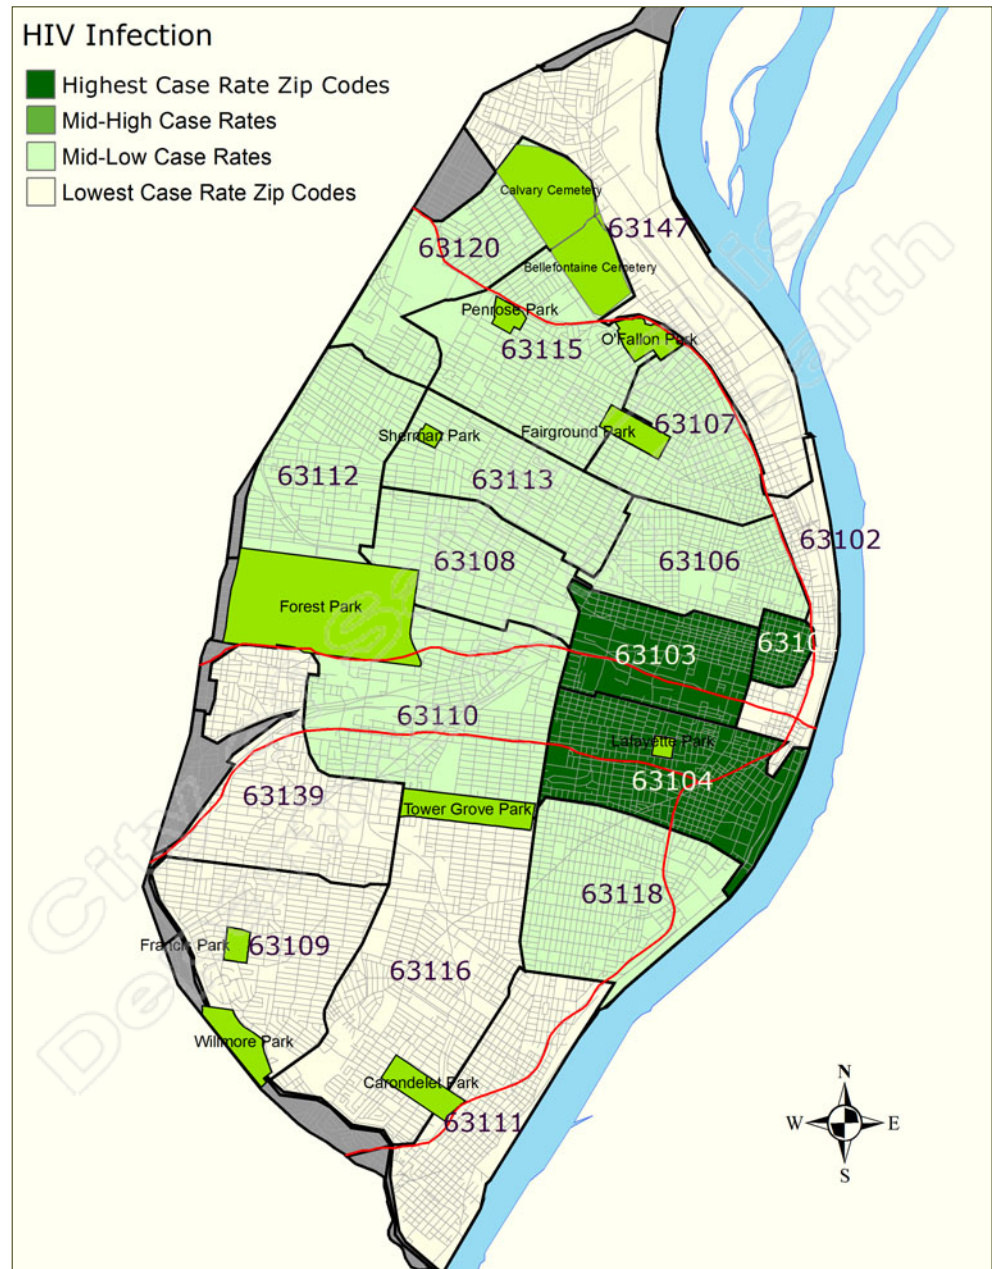 HIV Infection
Highest Case Rate Zip Codes
Mid-High Case Rates
Mid-Low Case Rates
Lowest Case Rate Zip Codes
Calvary Cemetery
63147
63120
Bellefontaine Cemetery
Penrose Park
O'Fallon Park
63115
63107
Fairground Park
Sherman Park
63112
63113
63102
63108
63106
Forest Park
63101
63103
63110
Lafayette Park
63104
63139
Tower Grove Park
63118
Francis Park
63109
63116
Willmore Park
Carondelet Park
63111
N
W
E
S
City
Health